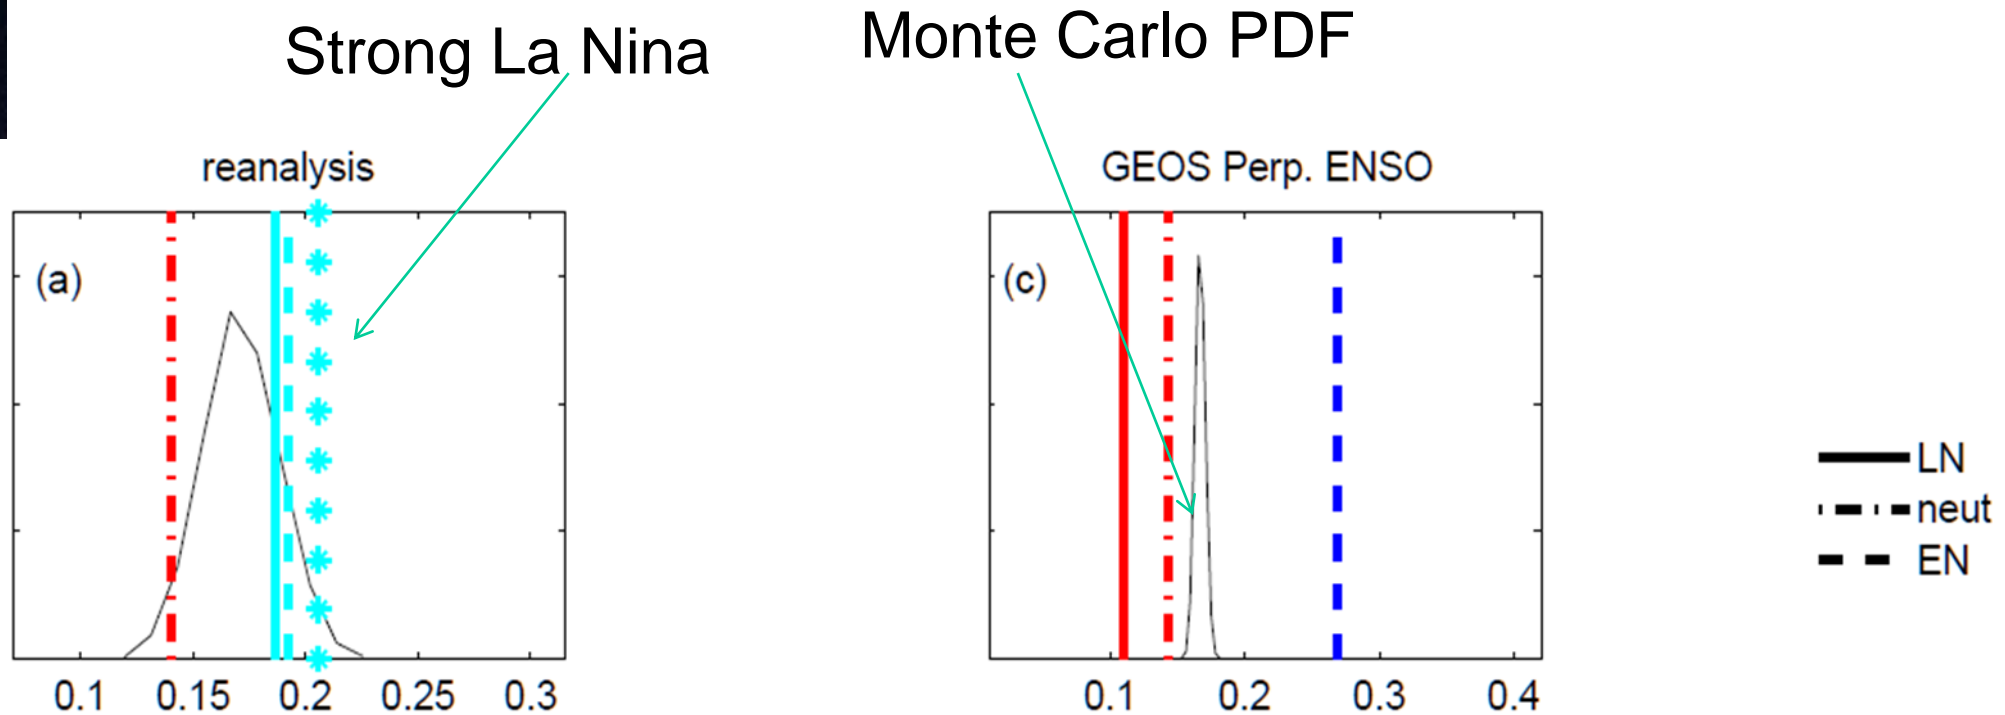 Strong La Nina
Monte Carlo PDF
reanalysis
GEOS Perp. ENSO
(a)
(c)
LN
neut
EN
0.1 0.15 0.2 0.25 0.3
0.1 0.2 0.3 0.4